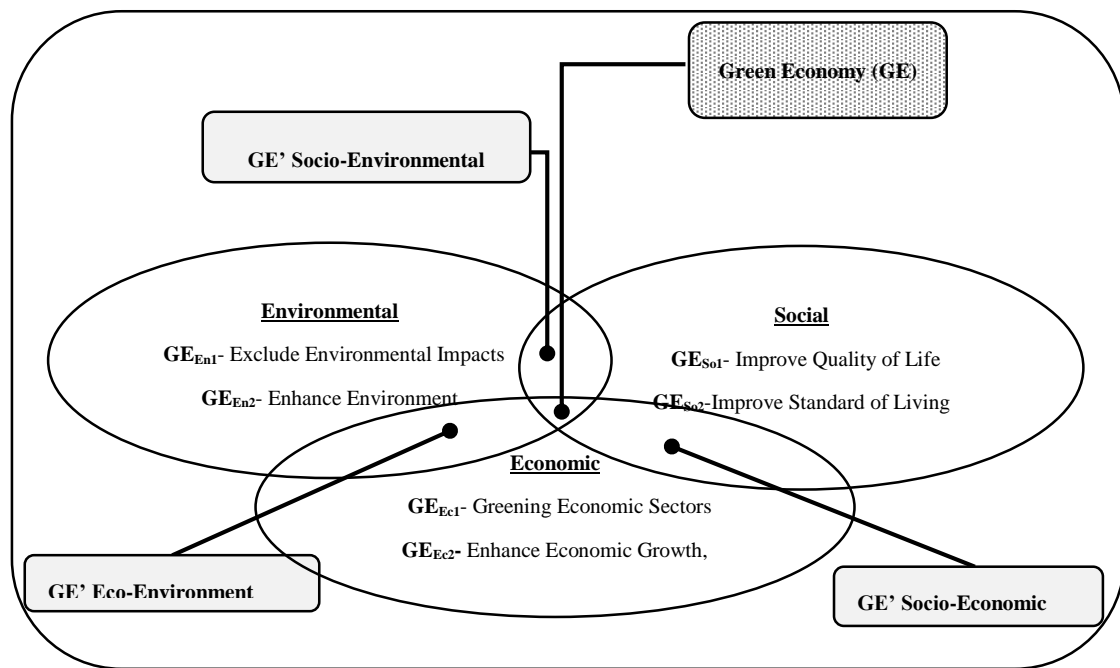 Green Economy (GE)
GE’ Socio-Environmental
Environmental
GEEn1- Exclude Environmental Impacts
GEEn2- Enhance Environment
Social
GESo1- Improve Quality of Life
GESo2-Improve Standard of Living
Economic
GEEc1- Greening Economic Sectors
GEEc2- Enhance Economic Growth,
GE’ Eco-Environment
GE’ Socio-Economic